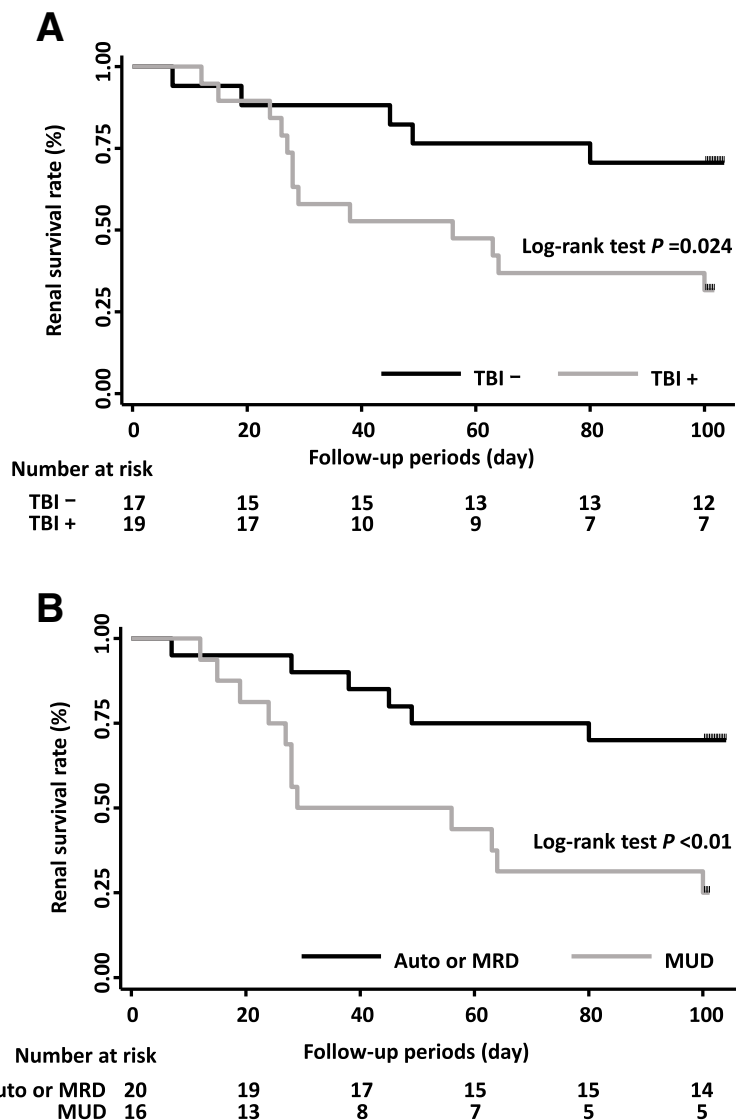 A
Renal survival rate (%)
1.00
0.75
0.50
0.25
0.00
Log-rank test P =0.024
TBI −
TBI +
0 20 40 60 80 100
Follow-up periods (day)
Number at risk
TBI − 17 15 15 13 13 12
TBI + 19 17 10 9 7 7
B
Renal survival rate (%)
1.00
0.75
0.50
0.25
0.00
Log-rank test P <0.01
Auto or MRD
MUD
0 20 40 60 80 100
Follow-up periods (day)
Number at risk
uto or MRD 20 19 17 15 15 14
MUD 16 13 8 7 5 5